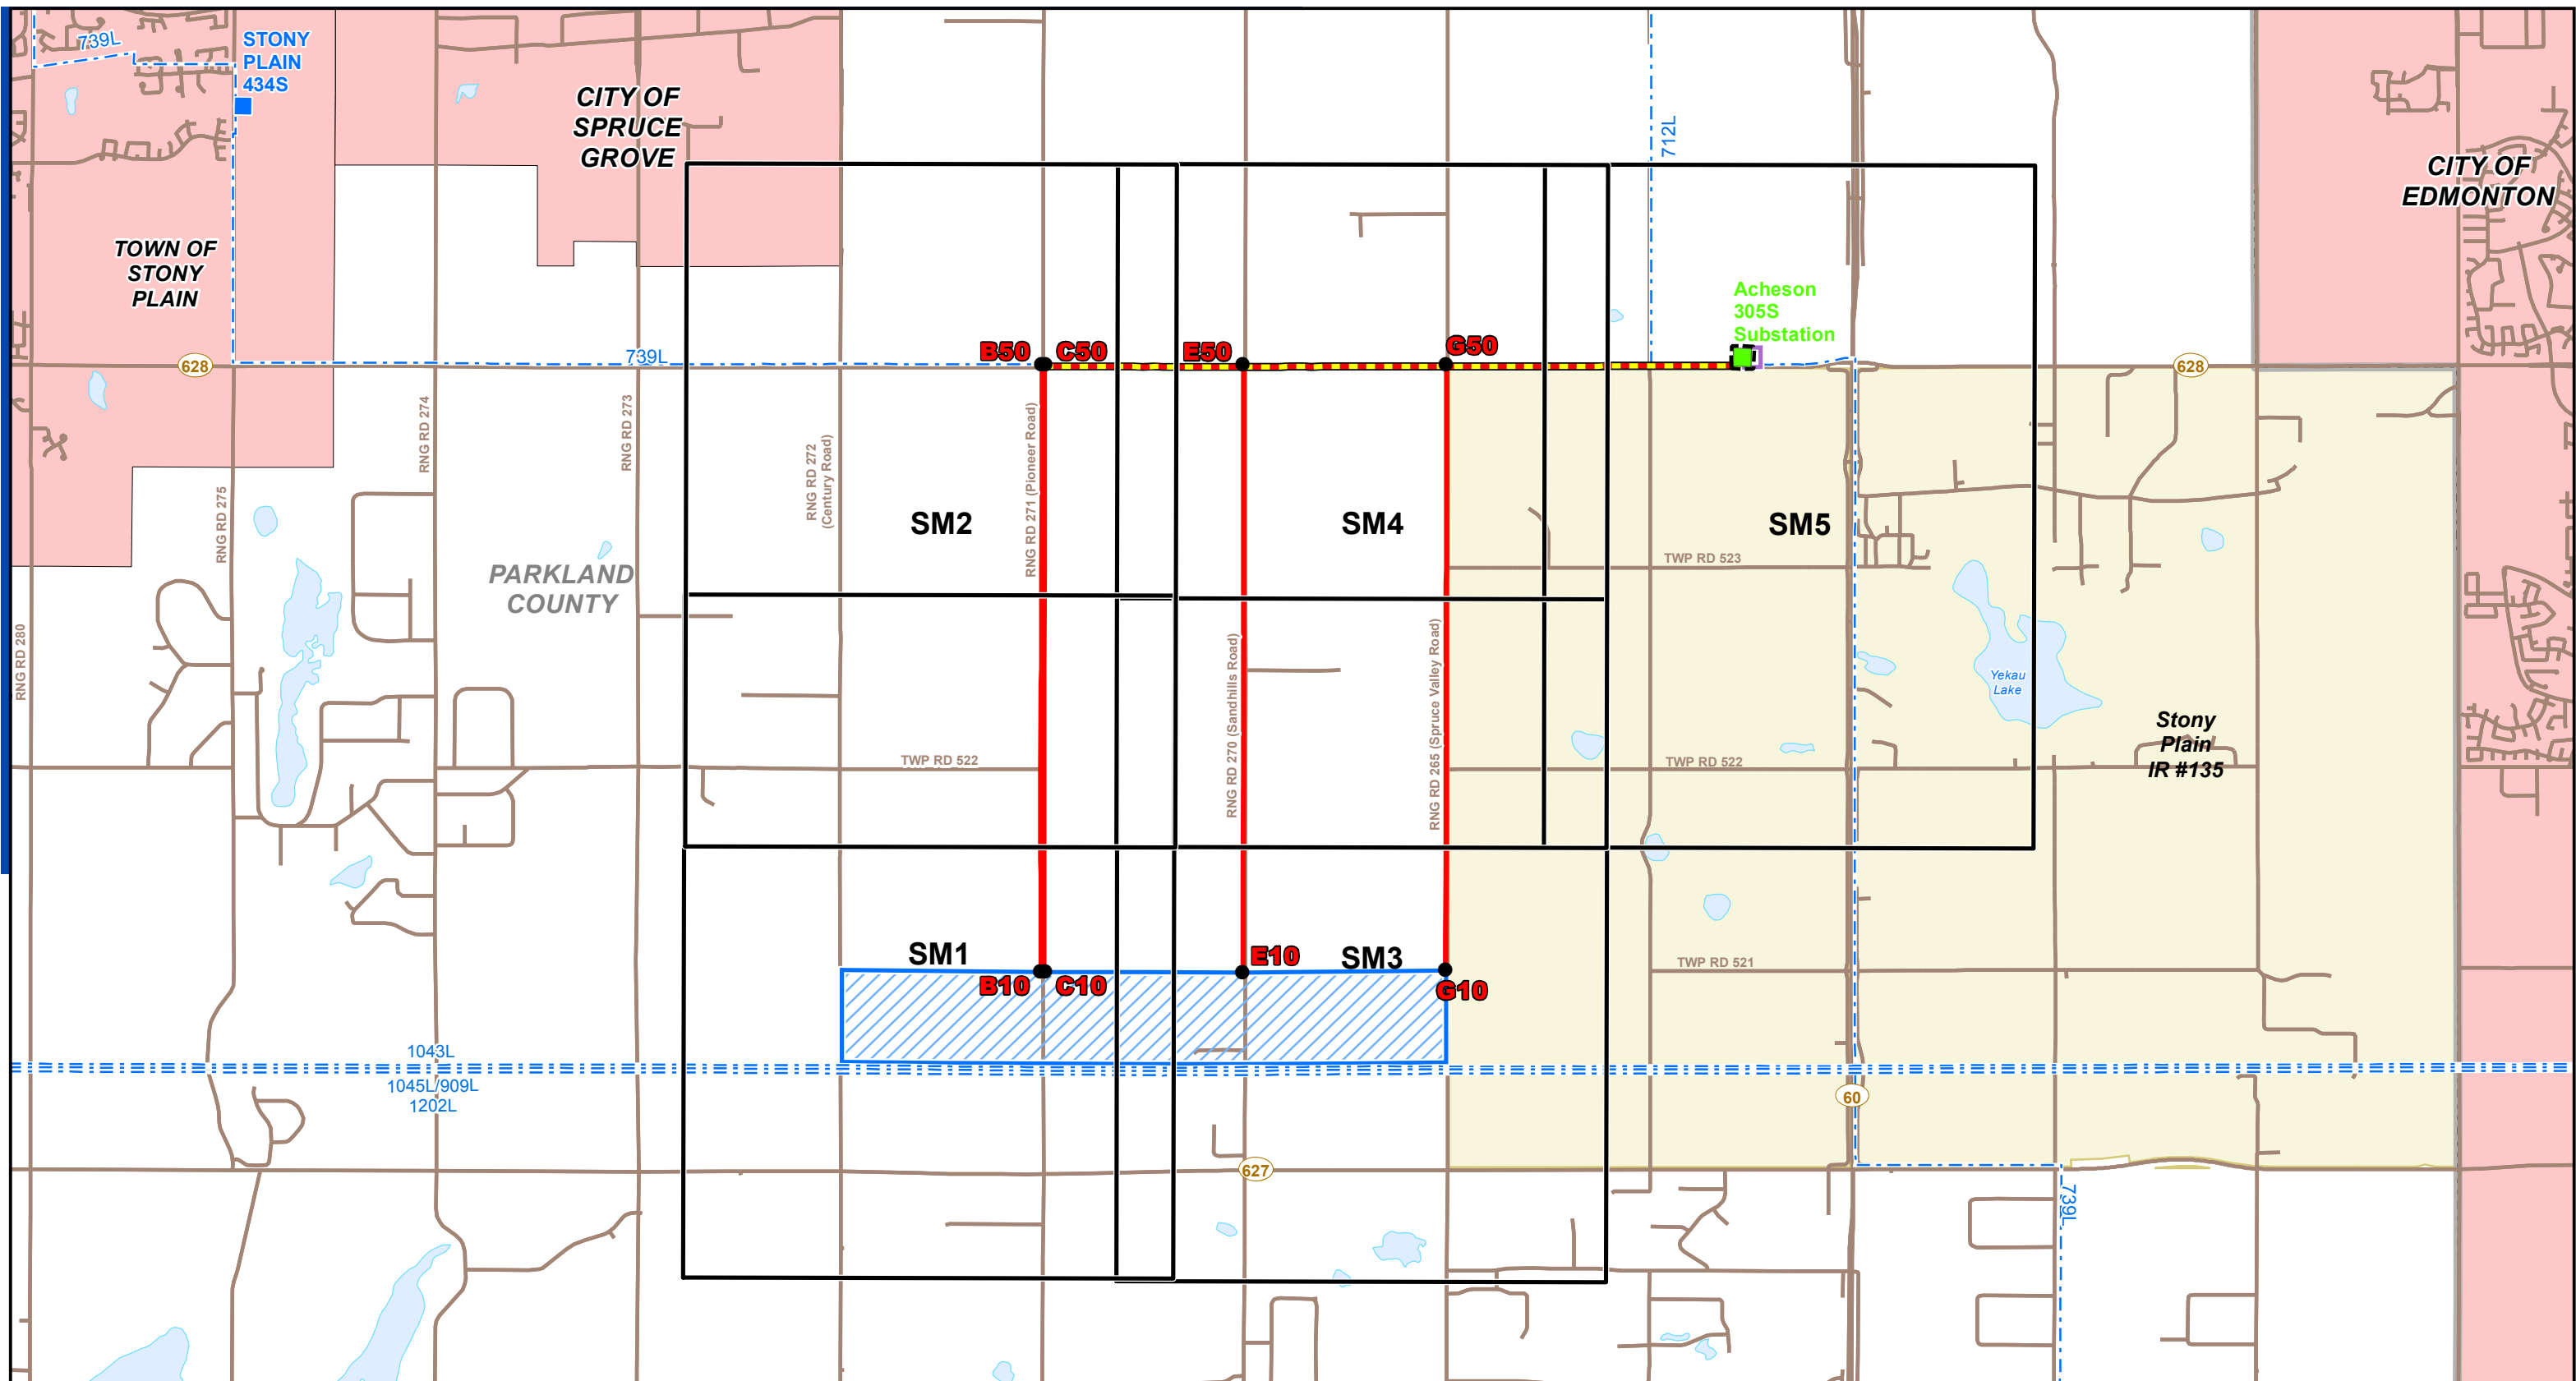 739L
STONY
PLAIN
434S
CITY OF
SPRUCE
GROVE
712L
CITY OF
EDMONTON
TOWN OF
STONY
PLAIN
Acheson
305S
Substation
628
739L
B50
C50
E50
G50
628
RNG RD 274
RNG RD 273
RNG RD 272
(Century Road)
RNG RD 271 (Pioneer Road)
RNG RD 275
SM2
SM4
SM5
TWP RD 523
PARKLAND
COUNTY
RNG RD 280
RNG RD 270 (Sandhills Road)
RNG RD 265 (Spruce Valley Road)
Yekau
Lake
Stony
Plain
IR #135
TWP RD 522
TWP RD 522
SM1
E10
SM3
TWP RD 521
B10
C10
G10
1043L
1045L/909L
1202L
60
627
739L